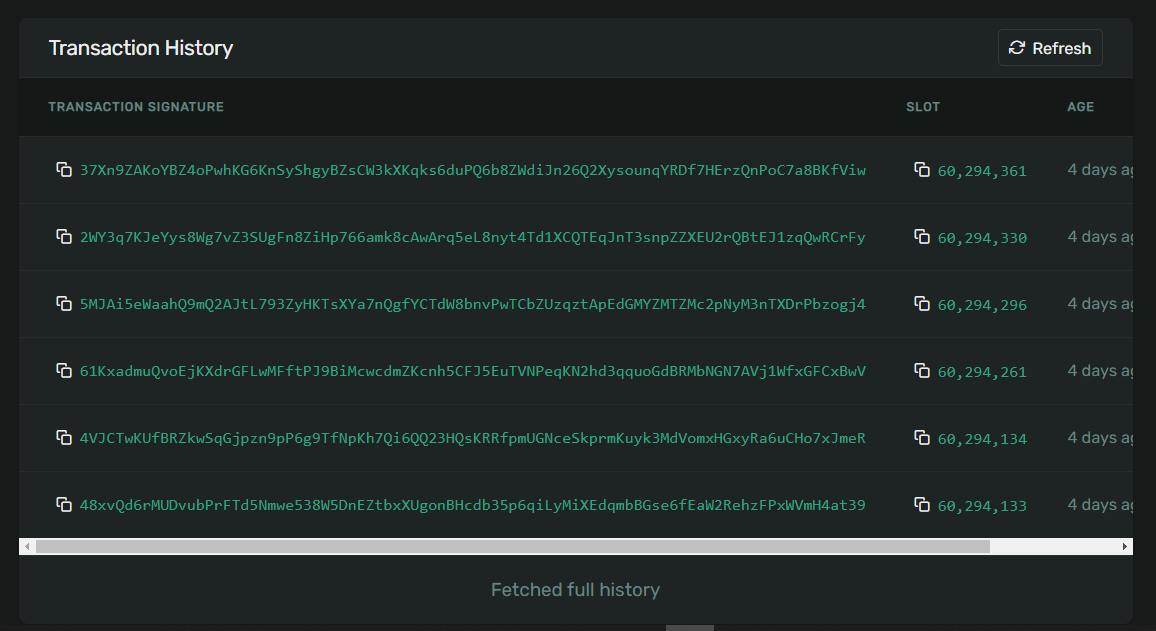 Transaction History
Refresh
TRANSACTION SIGNATURE SLOT AGE
37Xn9ZAKoYBZ4oPwhKG6KnSyShgyBZsCW3kXKqks6duPQ6b8ZWdiJn26Q2XysounqYRDf7HErzQnPoC7a8BKfViw 60,294,361 4 days ag
2WY3q7KJeYys8Wg7vZ3SUgFn8ZiHp766amk8cAwArq5eL8nyt4Td1XCQTEqJnT3snpZZXEU2rQBtEJ1zqQwRCrFy 60,294,330 4 days ag
5MJAi5eWaahQ9mQ2AJtL793ZyHKTsXYa7nQgfYCTdW8bnvPwTCbZUzqztApEdGMYZMTZMc2pNyM3nTXDrPbzogj4 60,294,296 4 days ag
61KxadmuQvoEjKXdrGFLwMFftPJ9BiMcwcdmZKcnh5CFJ5EuTVNPeqKN2hd3qquoGdBRMbNGN7AVj1WfxGFCxBwV 60,294,261 4 days ag
4VJCTwKUfBRZkwSqGjpzn9pP6g9TfNpKh7Qi6QQ23HQsKRRfpmUGNceSkprmKuyk3MdVomxHGxyRa6uCHo7xJmeR 60,294,134 4 days ag
48xvQd6rMUDvubPrFTd5Nmwe538W5DnEZtbxXUgonBHcdb35p6qiLyMiXEdqmbBGse6fEaW2RehzFPxWVmH4at39 60,294,133 4 days ag
Fetched full history